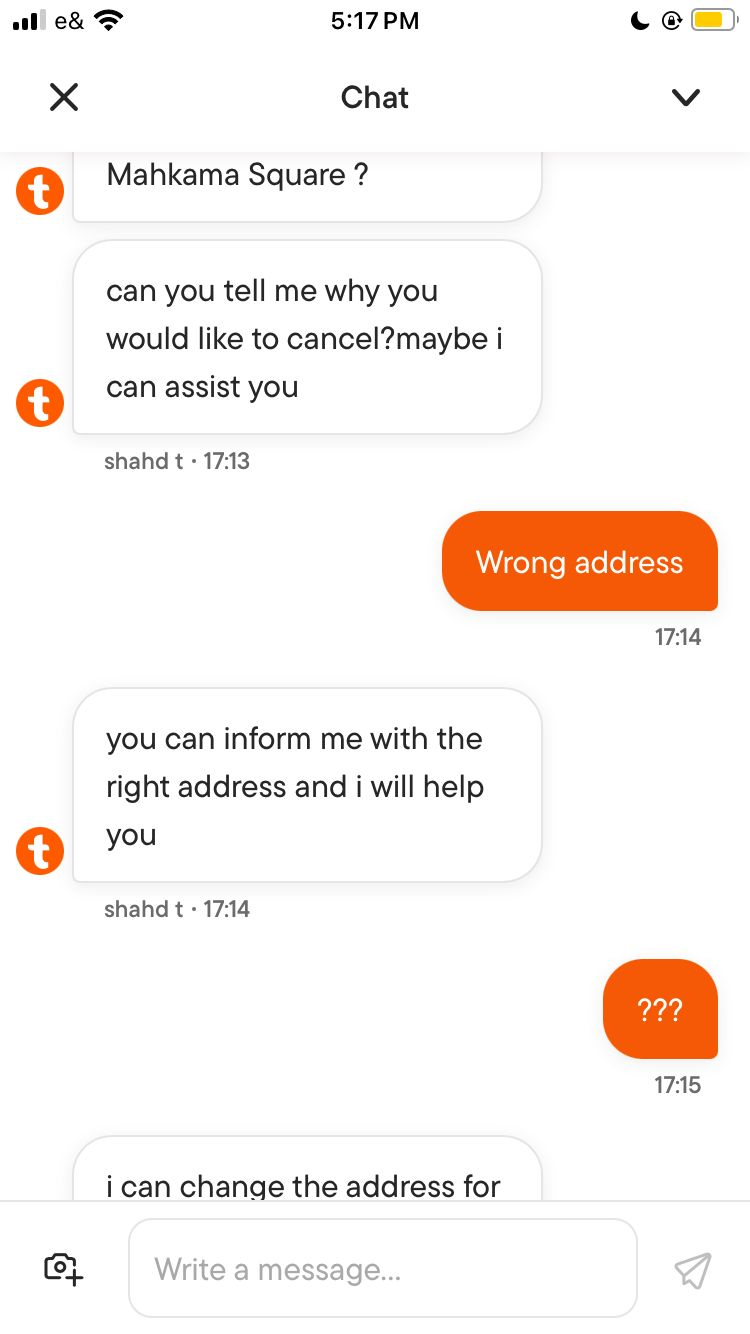 e& 5:17 PM
Chat
Mahkama Square ?
t
can you tell me why you
would like to cancel?maybe i
can assist you
t
shahd t · 17:13
Wrong address
17:14
you can inform me with the
right address and i will help
you
t
shahd t · 17:14
???
17:15
i can change the address for
Write a message...